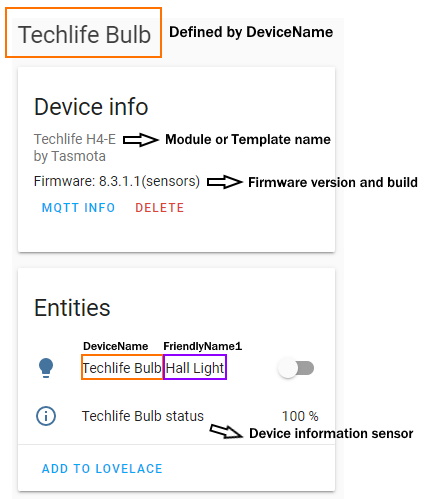 Techlife Bulb Defined by DeviceName
Device info
Techlife H4-E Module or Template name
by Tasmota
Firmware: 8.3.1.1(sensors) Firmware version and build
MQTT INFO DELETE
Entities
DeviceName FriendlyName1
Techlife Bulb Hall Light
Techlife Bulb status 100 %
Device information sensor
ADD TO LOVELACE